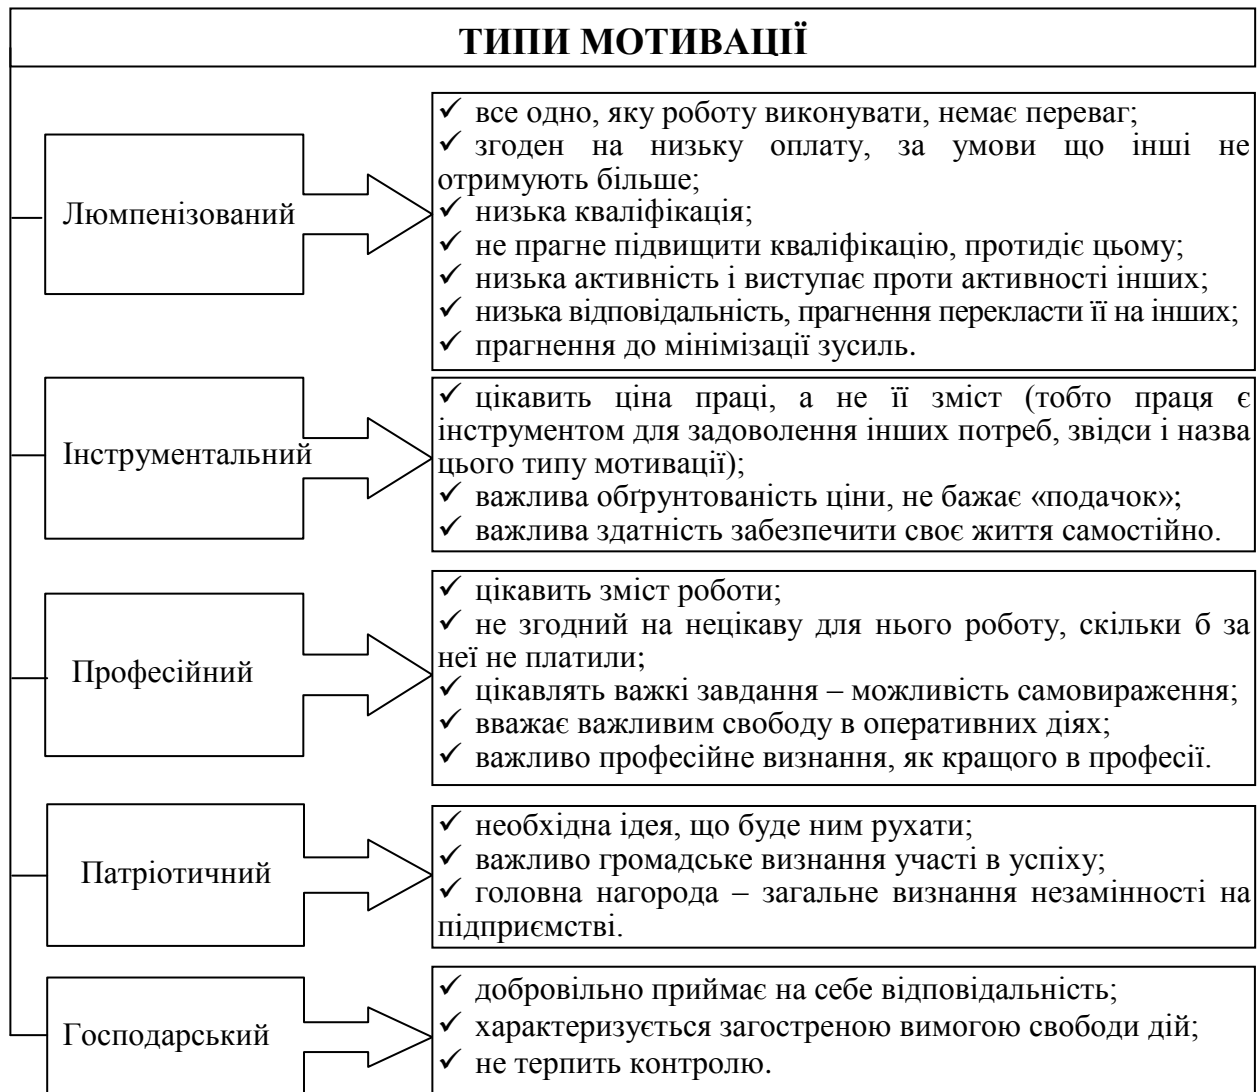 ТИПИ МОТИВАЦІЇ
Люмпенізований
✓ все одно, яку роботу виконувати, немає переваг;
✓ згоден на низьку оплату, за умови що інші не
отримують більше;
✓ низька кваліфікація;
✓ не прагне підвищити кваліфікацію, протидіє цьому;
✓ низька активність і виступає проти активності інших;
✓ низька відповідальність, прагнення перекласти її на інших;
✓ прагнення до мінімізації зусиль.
Інструментальний
✓ цікавить ціна праці, а не її зміст (тобто праця є
інструментом для задоволення інших потреб, звідси і назва
цього типу мотивації);
✓ важлива обґрунтованість ціни, не бажає «подачок»;
✓ важлива здатність забезпечити своє життя самостійно.
Професійний
✓ цікавить зміст роботи;
✓ не згодний на нецікаву для нього роботу, скільки б за
неї не платили;
✓ цікавлять важкі завдання – можливість самовираження;
✓ вважає важливим свободу в оперативних діях;
✓ важливо професійне визнання, як кращого в професії.
Патріотичний
✓ необхідна ідея, що буде ним рухати;
✓ важливо громадське визнання участі в успіху;
✓ головна нагорода – загальне визнання незамінності на
підприємстві.
Господарський
✓ добровільно приймає на себе відповідальність;
✓ характеризується загостреною вимогою свободи дій;
✓ не терпить контролю.